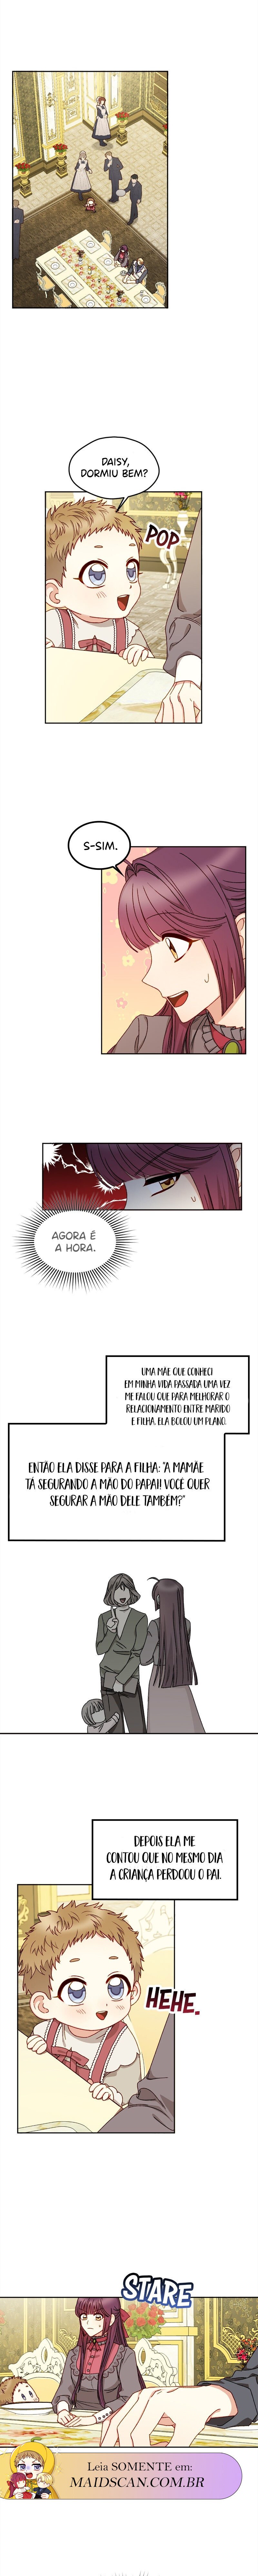 DAISY,
DORMIU BEM?
POP
S-SIM.
AGORA É
A HORA.
UMA MÃE QUE CONHECI
EM MINHA VIDA PASSADA UMA VEZ
ME FALOU QUE PARA MELHORAR O
RELACIONAMENTO ENTRE MARIDO
E FILHA, ELA BOLOU UM PLANO.
ENTÃO ELA DISSE PARA A FILHA: "A MAMÃE
TÁ SEGURANDO A MÃO DO PAPAI! VOCÊ QUER
SEGURAR A MÃO DELE TAMBÉM?"
DEPOIS ELA ME
CONTOU QUE NO MESMO DIA
A CRIANÇA PERDOOU O PAI.
HEHE.
STARE
Leia SOMENTE em:
MAIDSCAN.COM.BR